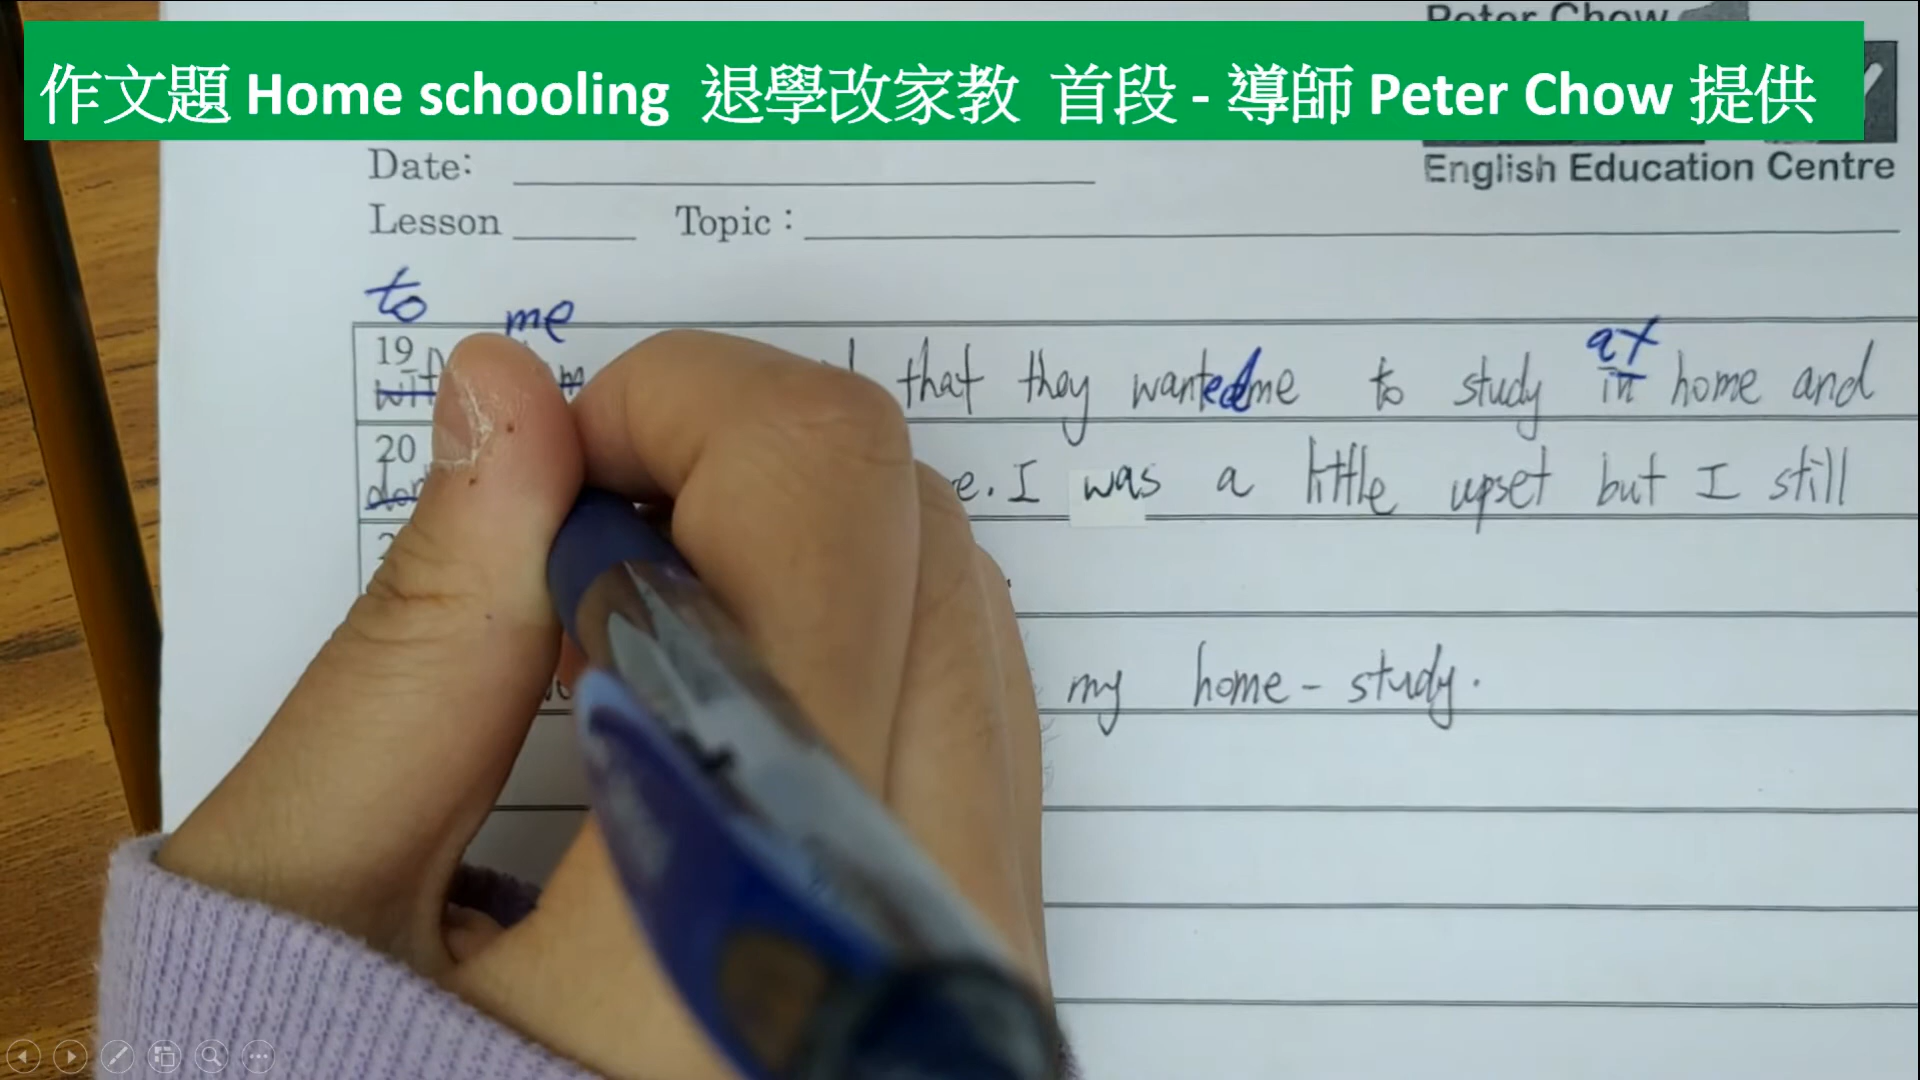 Peter Chow
作文題 Home schooling 退學改家教 首段 - 導師 Peter Chow 提供
English Education Centre
Date:
Lesson Topic :
to me at
19 that they wanted me to study in home and
20 I was a little upset but I still
my home - study.